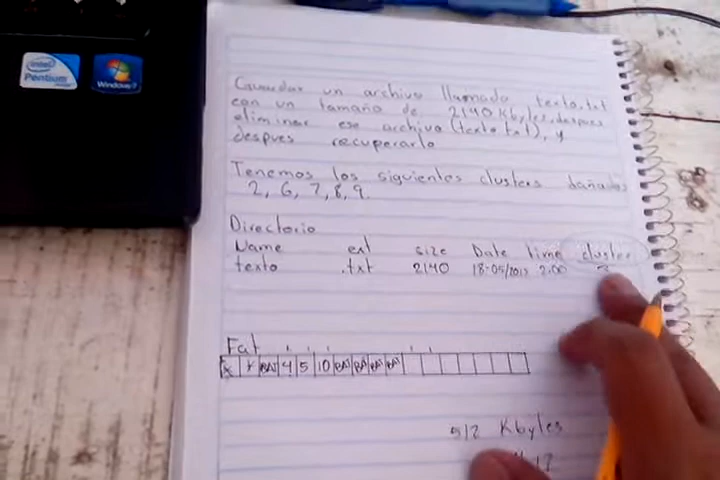 intel
Pentium
Windows 7
Guardar un archivo llamado texto.txt
con un tamaño de 2140 Kbytes, despues
eliminar ese archivo (texto txt), y
despues recuperarlo
Tenemos los siguientes clusters dañados
2, 6, 7, 8, 9.
Directorio
Name ext size Date time cluster
texto .txt 2140 18-05/2013 2:00 3
Fat
X X BAD 4 5 10 BAD BAD BAD BAD
512 Kbytes